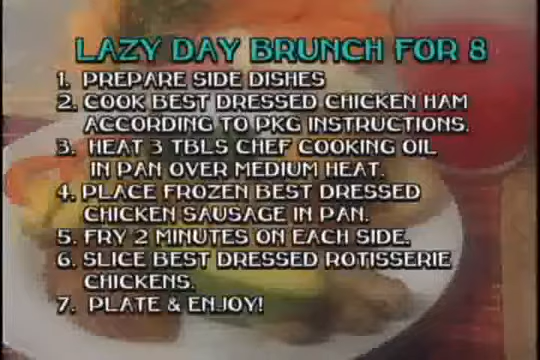 LAZY DAY BRUNCH FOR 8
1. PREPARE SIDE DISHES
2. COOK BEST DRESSED CHICKEN HAM
ACCORDING TO PKG INSTRUCTIONS.
3. HEAT 3 TBLS CHEF COOKING OIL
IN PAN OVER MEDIUM HEAT.
4. PLACE FROZEN BEST DRESSED
CHICKEN SAUSAGE IN PAN.
5. FRY 2 MINUTES ON EACH SIDE.
6. SLICE BEST DRESSED ROTISSERIE
CHICKENS.
7. PLATE & ENJOY!